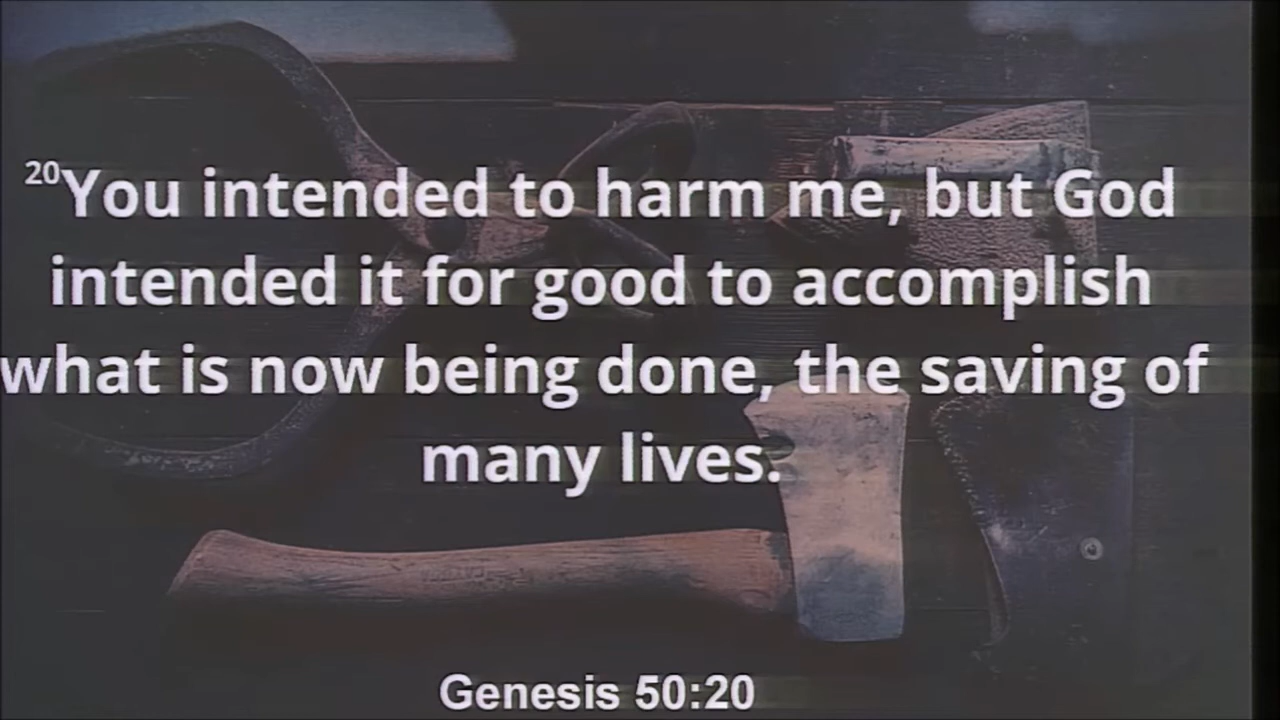 20You intended to harm me, but God
intended it for good to accomplish
what is now being done, the saving of
many lives.
Genesis 50:20